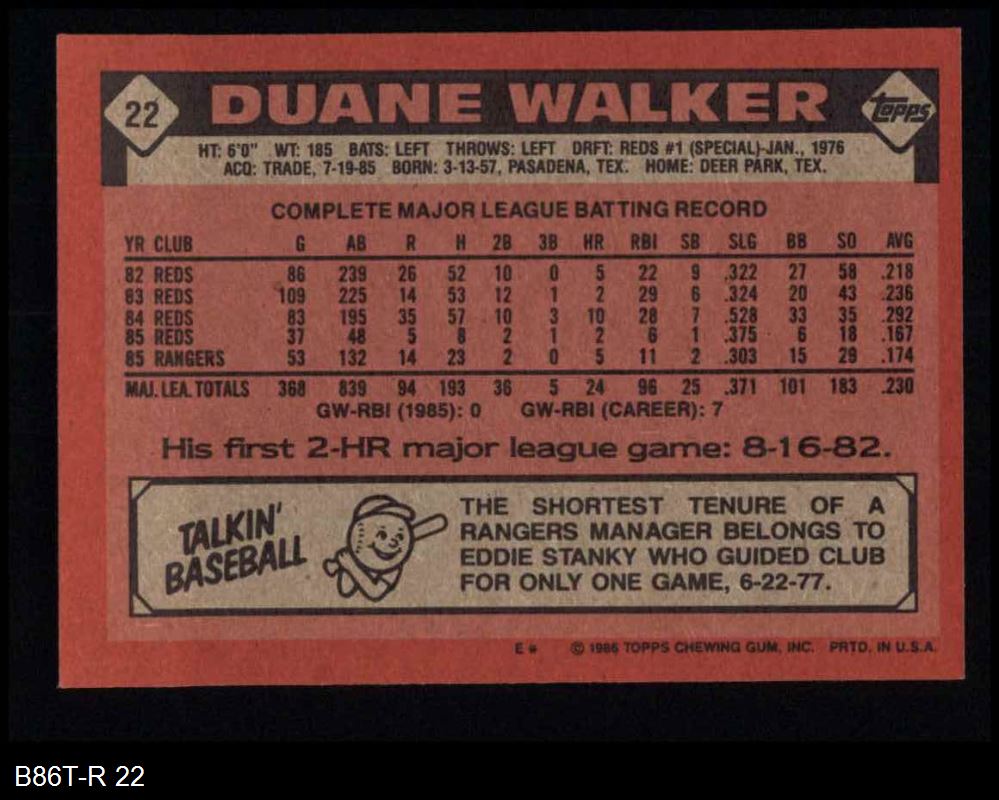 22 DUANE WALKER Topps
HT: 6'0" WT: 185 BATS: LEFT THROWS: LEFT DRFT: REDS #1 (SPECIAL)-JAN., 1976
ACQ: TRADE, 7-19-85 BORN: 3-13-57, PASADENA, TEX. HOME: DEER PARK, TEX.
COMPLETE MAJOR LEAGUE BATTING RECORD
YR CLUB G AB R H 2B 3B HR RBI SB SLG BB SO AVG
82 REDS 86 239 26 52 10 0 5 22 9 .322 27 58 .218
83 REDS 109 225 14 53 12 1 2 29 6 .324 20 43 .236
84 REDS 83 195 35 57 10 3 10 28 7 .528 33 35 .292
85 REDS 37 48 5 8 2 1 2 6 1 .375 6 18 .167
85 RANGERS 53 132 14 23 2 0 5 11 2 .303 15 29 .174
MAJ. LEA. TOTALS 368 839 94 193 36 5 24 96 25 .371 101 183 .230
GW-RBI (1985): 0 GW-RBI (CAREER): 7
His first 2-HR major league game: 8-16-82.
TALKIN'
BASEBALL
THE SHORTEST TENURE OF A
RANGERS MANAGER BELONGS TO
EDDIE STANKY WHO GUIDED CLUB
FOR ONLY ONE GAME, 6-22-77.
E # © 1986 TOPPS CHEWING GUM, INC. PRTD. IN U.S.A.
B86T-R 22